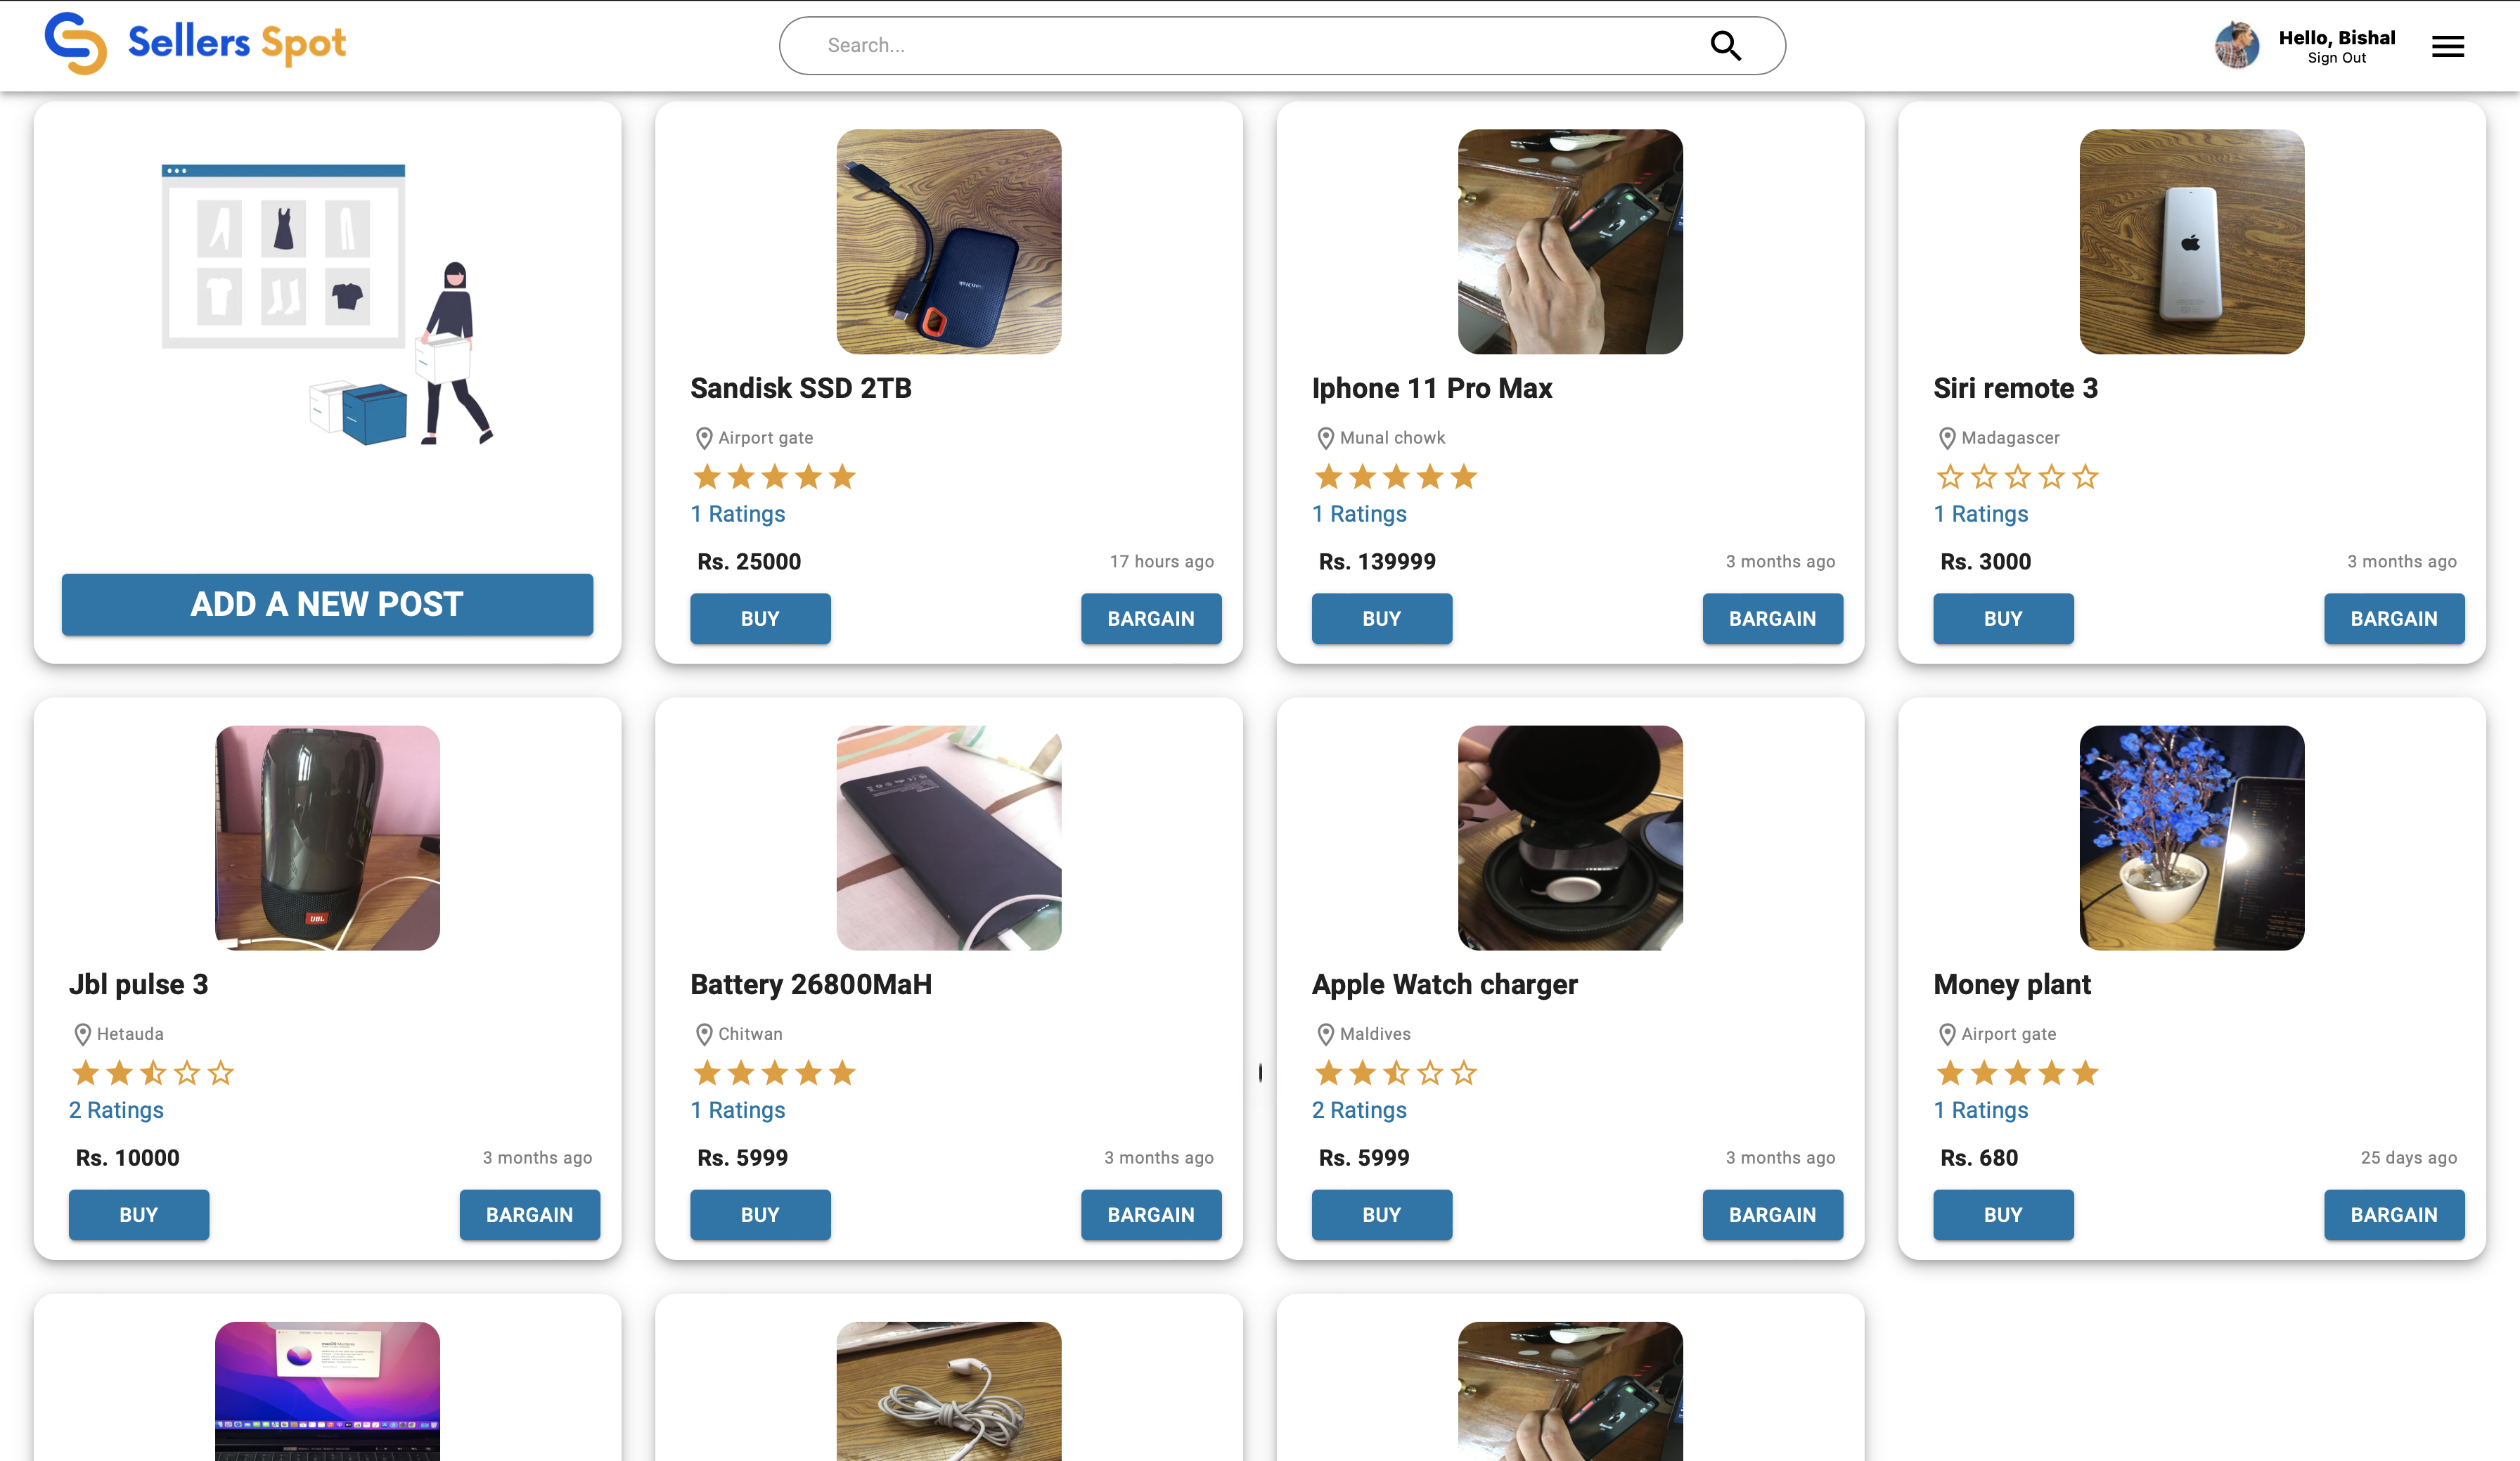 Sellers Spot
Search...
Hello, Bishal
Sign Out
ADD A NEW POST
SanDisk
Sandisk SSD 2TB
Airport gate
1 Ratings
Rs. 25000
17 hours ago
BUY
BARGAIN
Iphone 11 Pro Max
Munal chowk
1 Ratings
Rs. 139999
3 months ago
BUY
BARGAIN
Siri remote 3
Madagascer
1 Ratings
Rs. 3000
3 months ago
BUY
BARGAIN
JBL
Jbl pulse 3
Hetauda
2 Ratings
Rs. 10000
3 months ago
BUY
BARGAIN
Battery 26800MaH
Chitwan
1 Ratings
Rs. 5999
3 months ago
BUY
BARGAIN
Apple Watch charger
Maldives
2 Ratings
Rs. 5999
3 months ago
BUY
BARGAIN
Money plant
Airport gate
1 Ratings
Rs. 680
25 days ago
BUY
BARGAIN
macOS Monterey